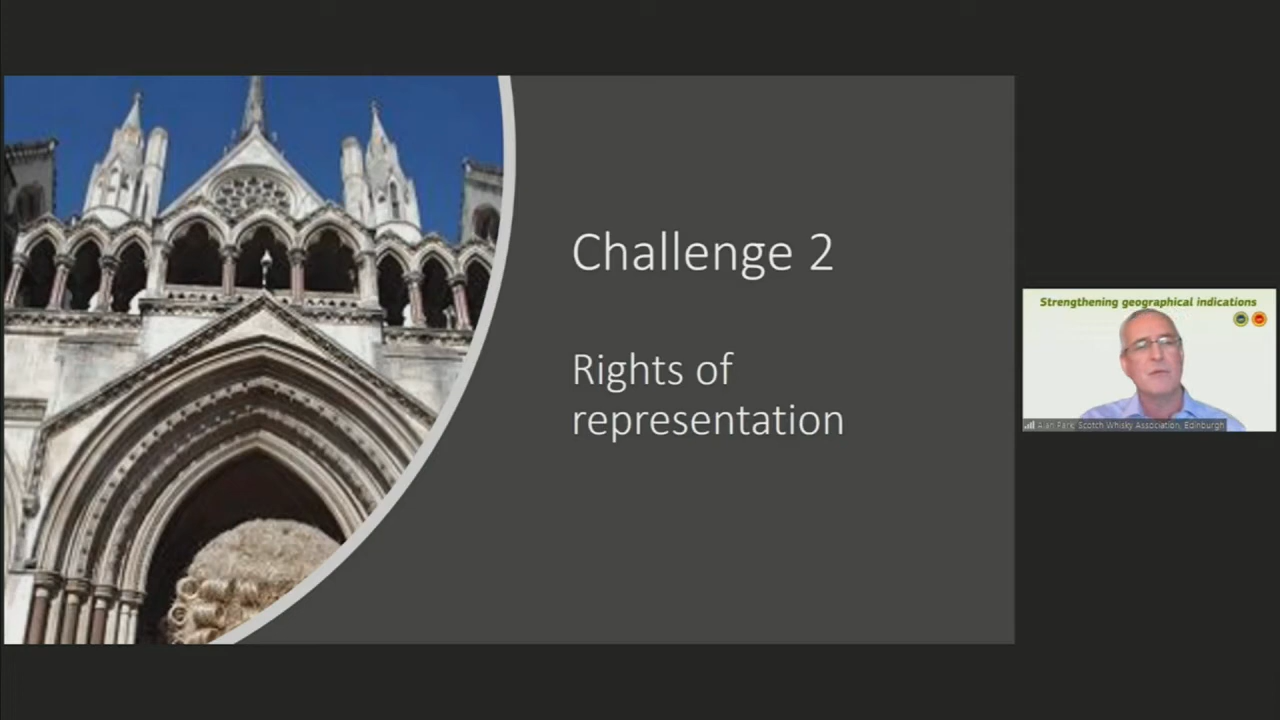 Challenge 2
Rights of
representation
Strengthening geographical indications
Alan Park, Scotch Whisky Association, Edinburgh